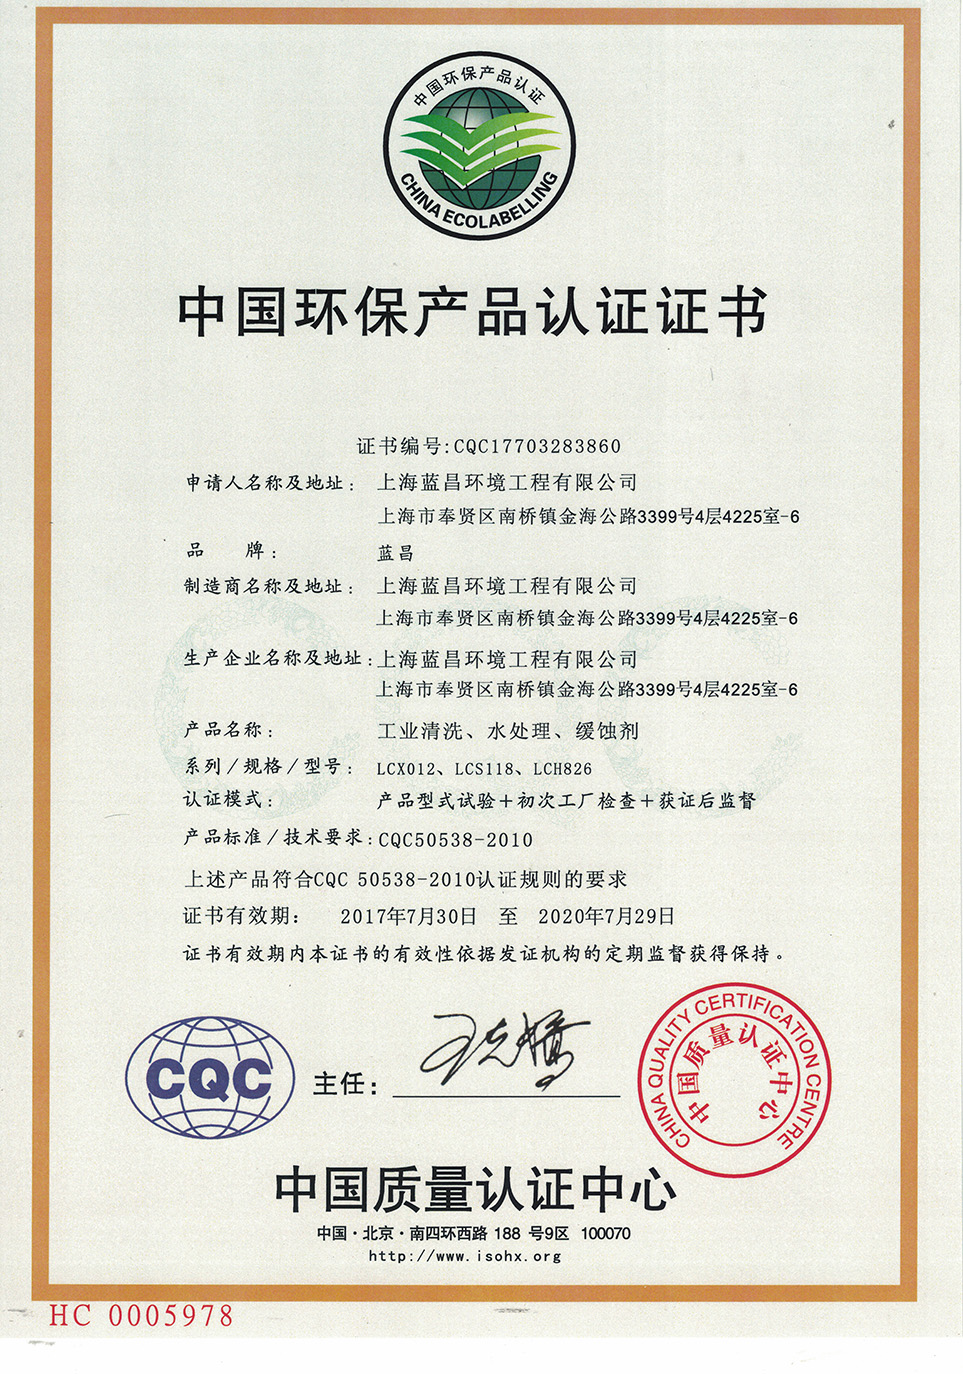 中国环保产品认证
CHINA ECOLABELLING
中国环保产品认证证书
证书编号:CQC17703283860
申请人名称及地址: 上海蓝昌环境工程有限公司
上海市奉贤区南桥镇金海公路3399号4层4225室-6
品 牌: 蓝昌
制造商名称及地址: 上海蓝昌环境工程有限公司
上海市奉贤区南桥镇金海公路3399号4层4225室-6
生产企业名称及地址:上海蓝昌环境工程有限公司
上海市奉贤区南桥镇金海公路3399号4层4225室-6
产品名称: 工业清洗、水处理、缓蚀剂
系列/规格/型号: LCX012、LCS118、LCH826
认证模式: 产品型式试验+初次工厂检查+获证后监督
产品标准/技术要求:CQC50538-2010
上述产品符合CQC 50538-2010认证规则的要求
证书有效期: 2017年7月30日 至 2020年7月29日
证书有效期内本证书的有效性依据发证机构的定期监督获得保持。
CQC
主任:
CHINA QUALITY CERTIFICATION CENTRE
中国质量认证中心
中国质量认证中心
中国·北京·南四环西路 188 号9区 100070
http://www.isohx.org
HC 0005978